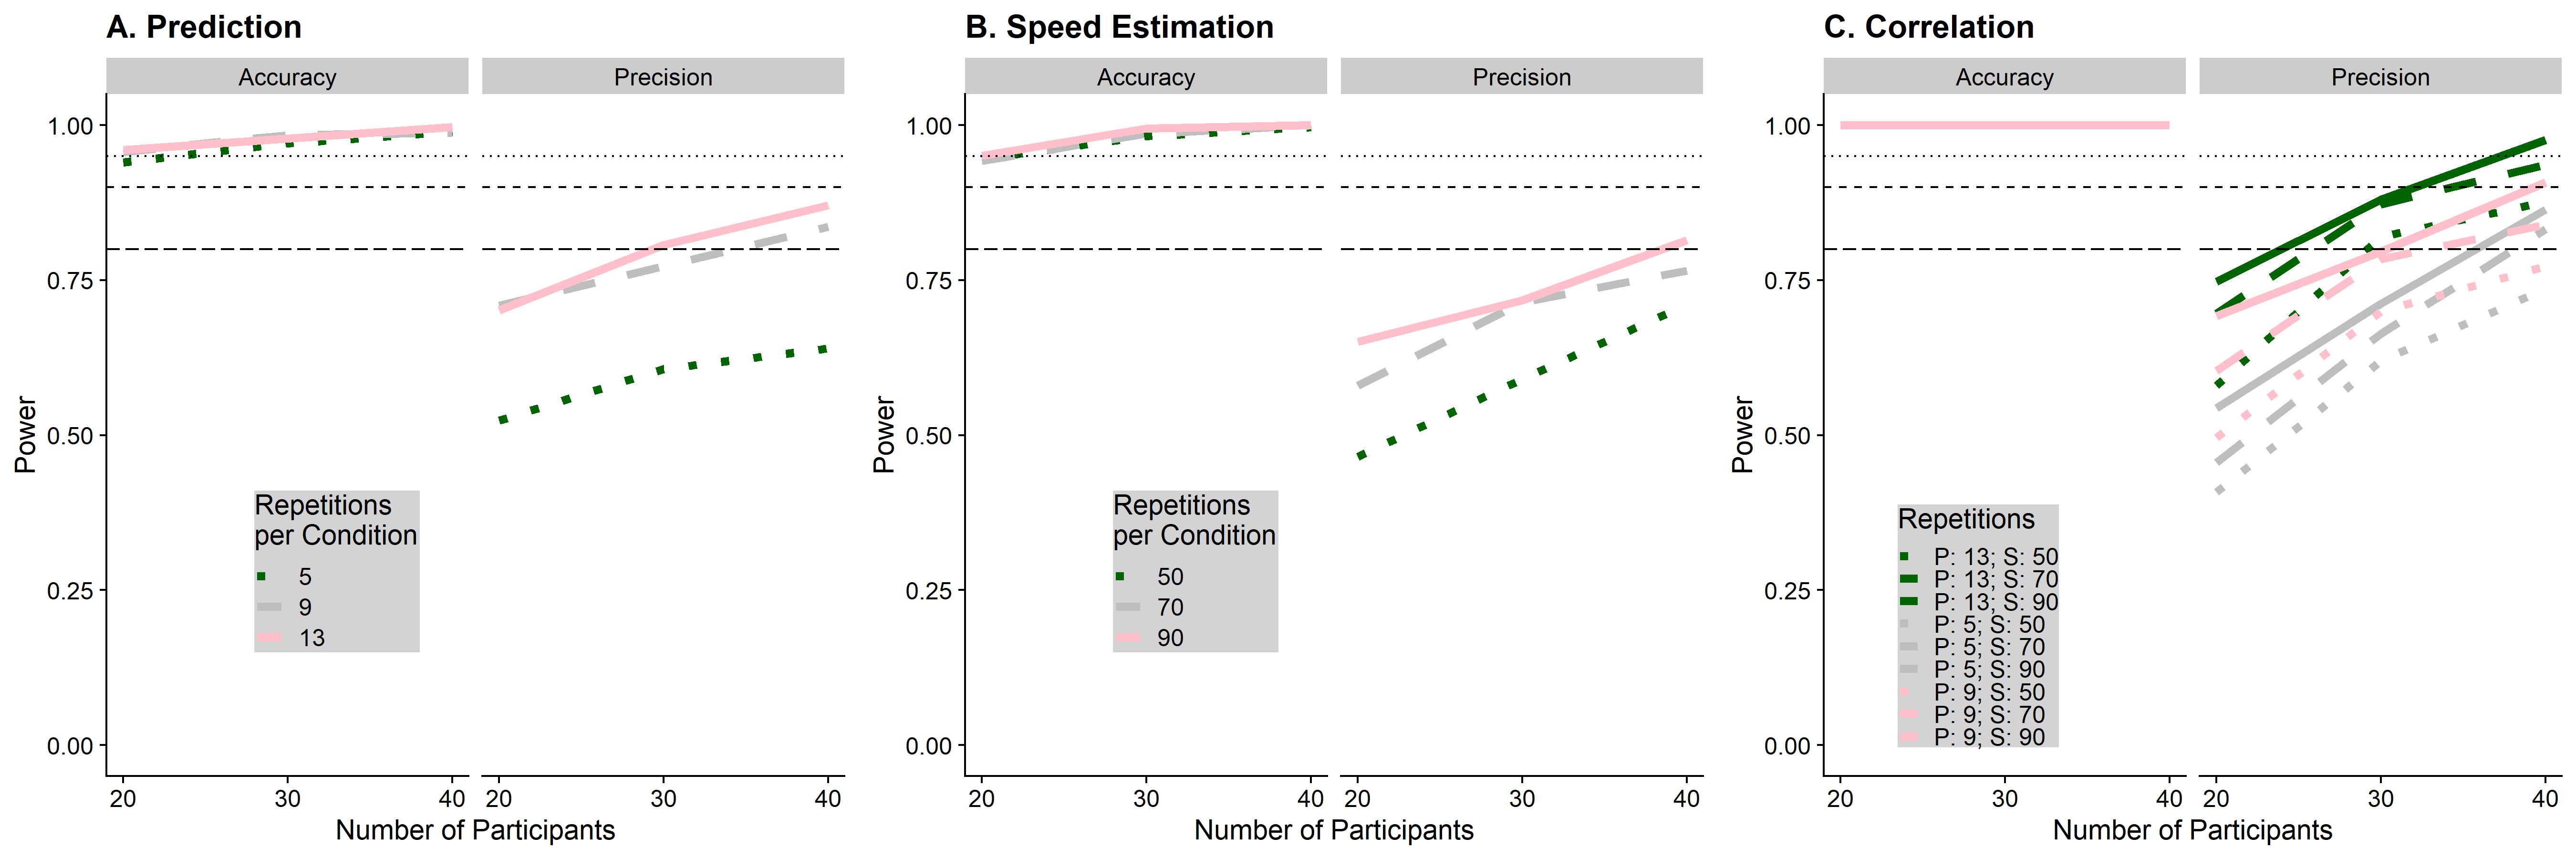 A. Prediction
Accuracy
Precision
1.00
0.75
0.50
0.25
0.00
Power
Repetitions
per Condition
5
9
13
20
30
40
20
30
40
Number of Participants
B. Speed Estimation
Accuracy
Precision
1.00
0.75
0.50
0.25
0.00
Power
Repetitions
per Condition
50
70
90
20
30
40
20
30
40
Number of Participants
C. Correlation
Accuracy
Precision
1.00
0.75
0.50
0.25
0.00
Power
Repetitions
P: 13; S: 50
P: 13; S: 70
P: 13; S: 90
P: 5; S: 50
P: 5; S: 70
P: 5; S: 90
P: 9; S: 50
P: 9; S: 70
P: 9; S: 90
20
30
40
20
30
40
Number of Participants